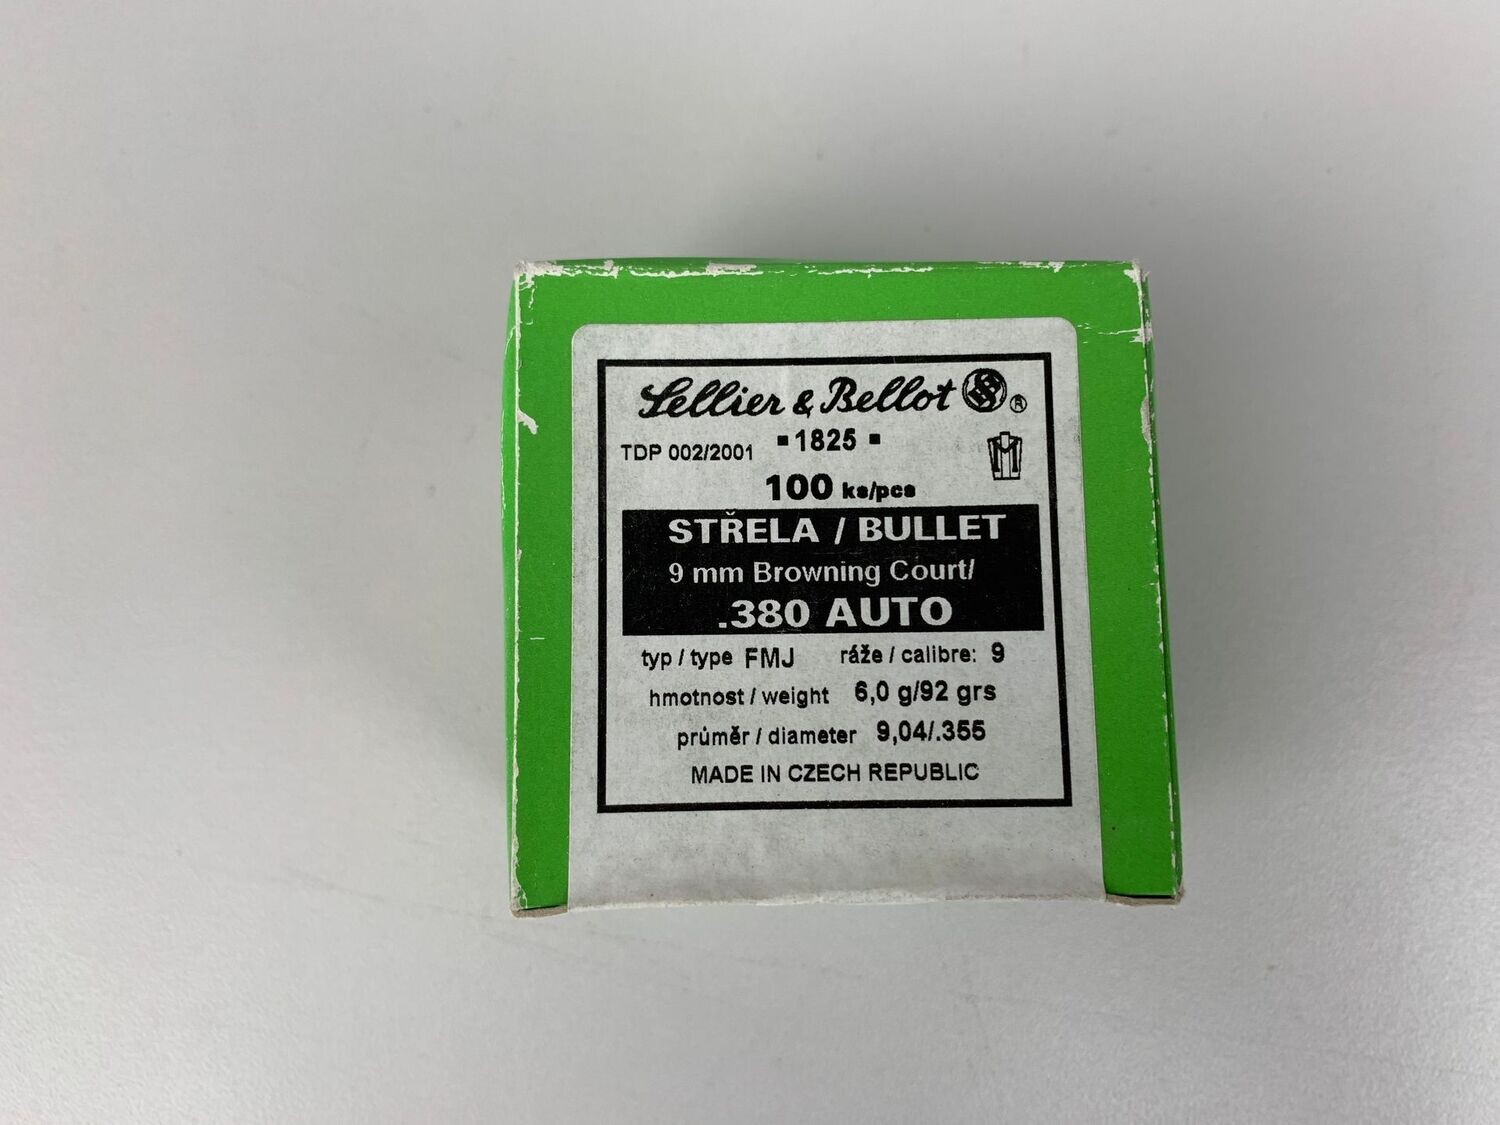 Sellier & Bellot ®
TDP 002/2001 ▪1825▪
100 ks/pcs
STŘELA / BULLET
9 mm Browning Court/
.380 AUTO
typ / type FMJ ráže / calibre: 9
hmotnost / weight 6,0 g/92 grs
průměr / diameter 9,04/.355
MADE IN CZECH REPUBLIC